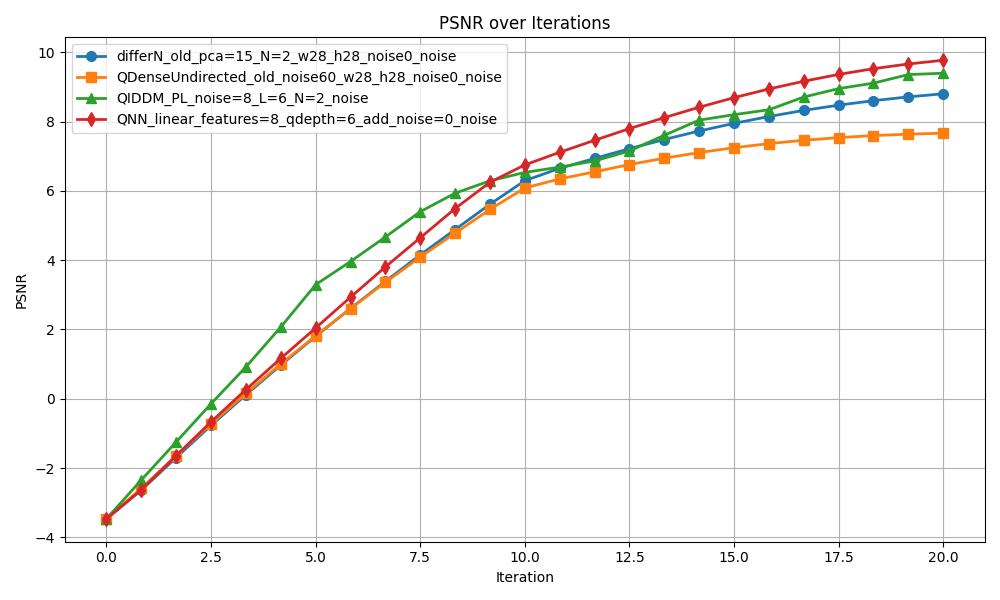 PSNR over Iterations
differN_old_pca=15_N=2_w28_h28_noise0_noise
QDenseUndirected_old_noise60_w28_h28_noise0_noise
QIDDM_PL_noise=8_L=6_N=2_noise
QNN_linear_features=8_qdepth=6_add_noise=0_noise
PSNR
10
8
6
4
2
0
−2
−4
0.0 2.5 5.0 7.5 10.0 12.5 15.0 17.5 20.0
Iteration